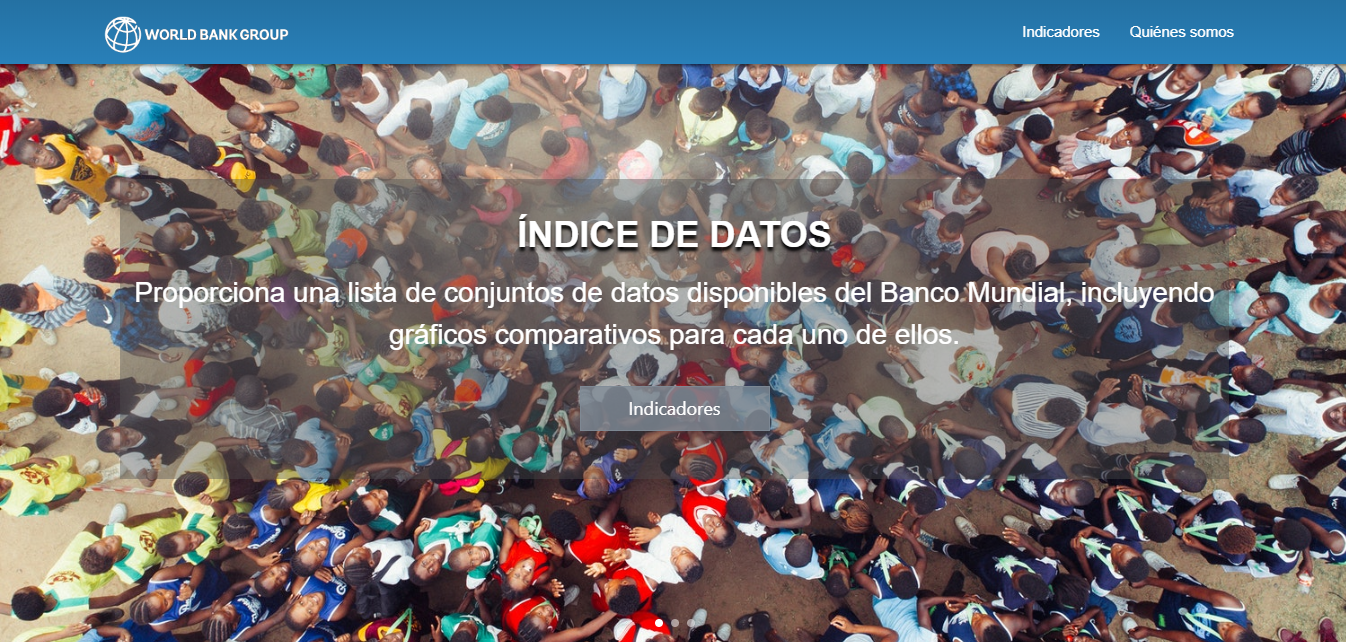 WORLD BANK GROUP
Indicadores
Quiénes somos
ÍNDICE DE DATOS
Proporciona una lista de conjuntos de datos disponibles del Banco Mundial, incluyendo
gráficos comparativos para cada uno de ellos.
Indicadores